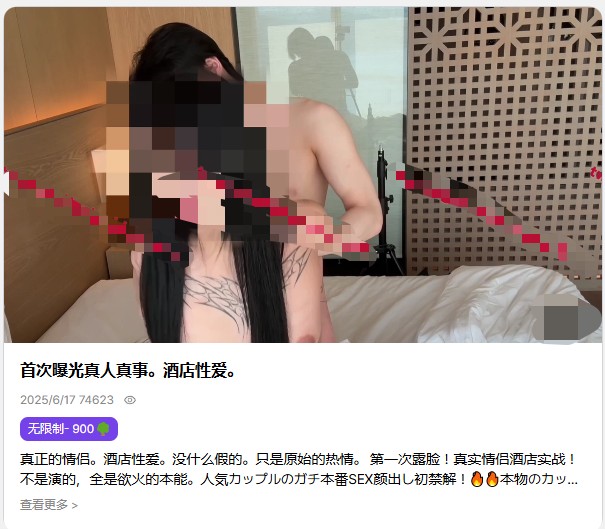 首次曝光真人真事。酒店性爱。
2025/6/17 74623
无限制- 900
真正的情侣。酒店性爱。没什么假的。只是原始的热情。 第一次露脸！真实情侣酒店实战！
不是演的，全是欲火的本能。人気カップルのガチ本番SEX顔出し初禁解！🔥🔥本物のカッ...
查看更多 >